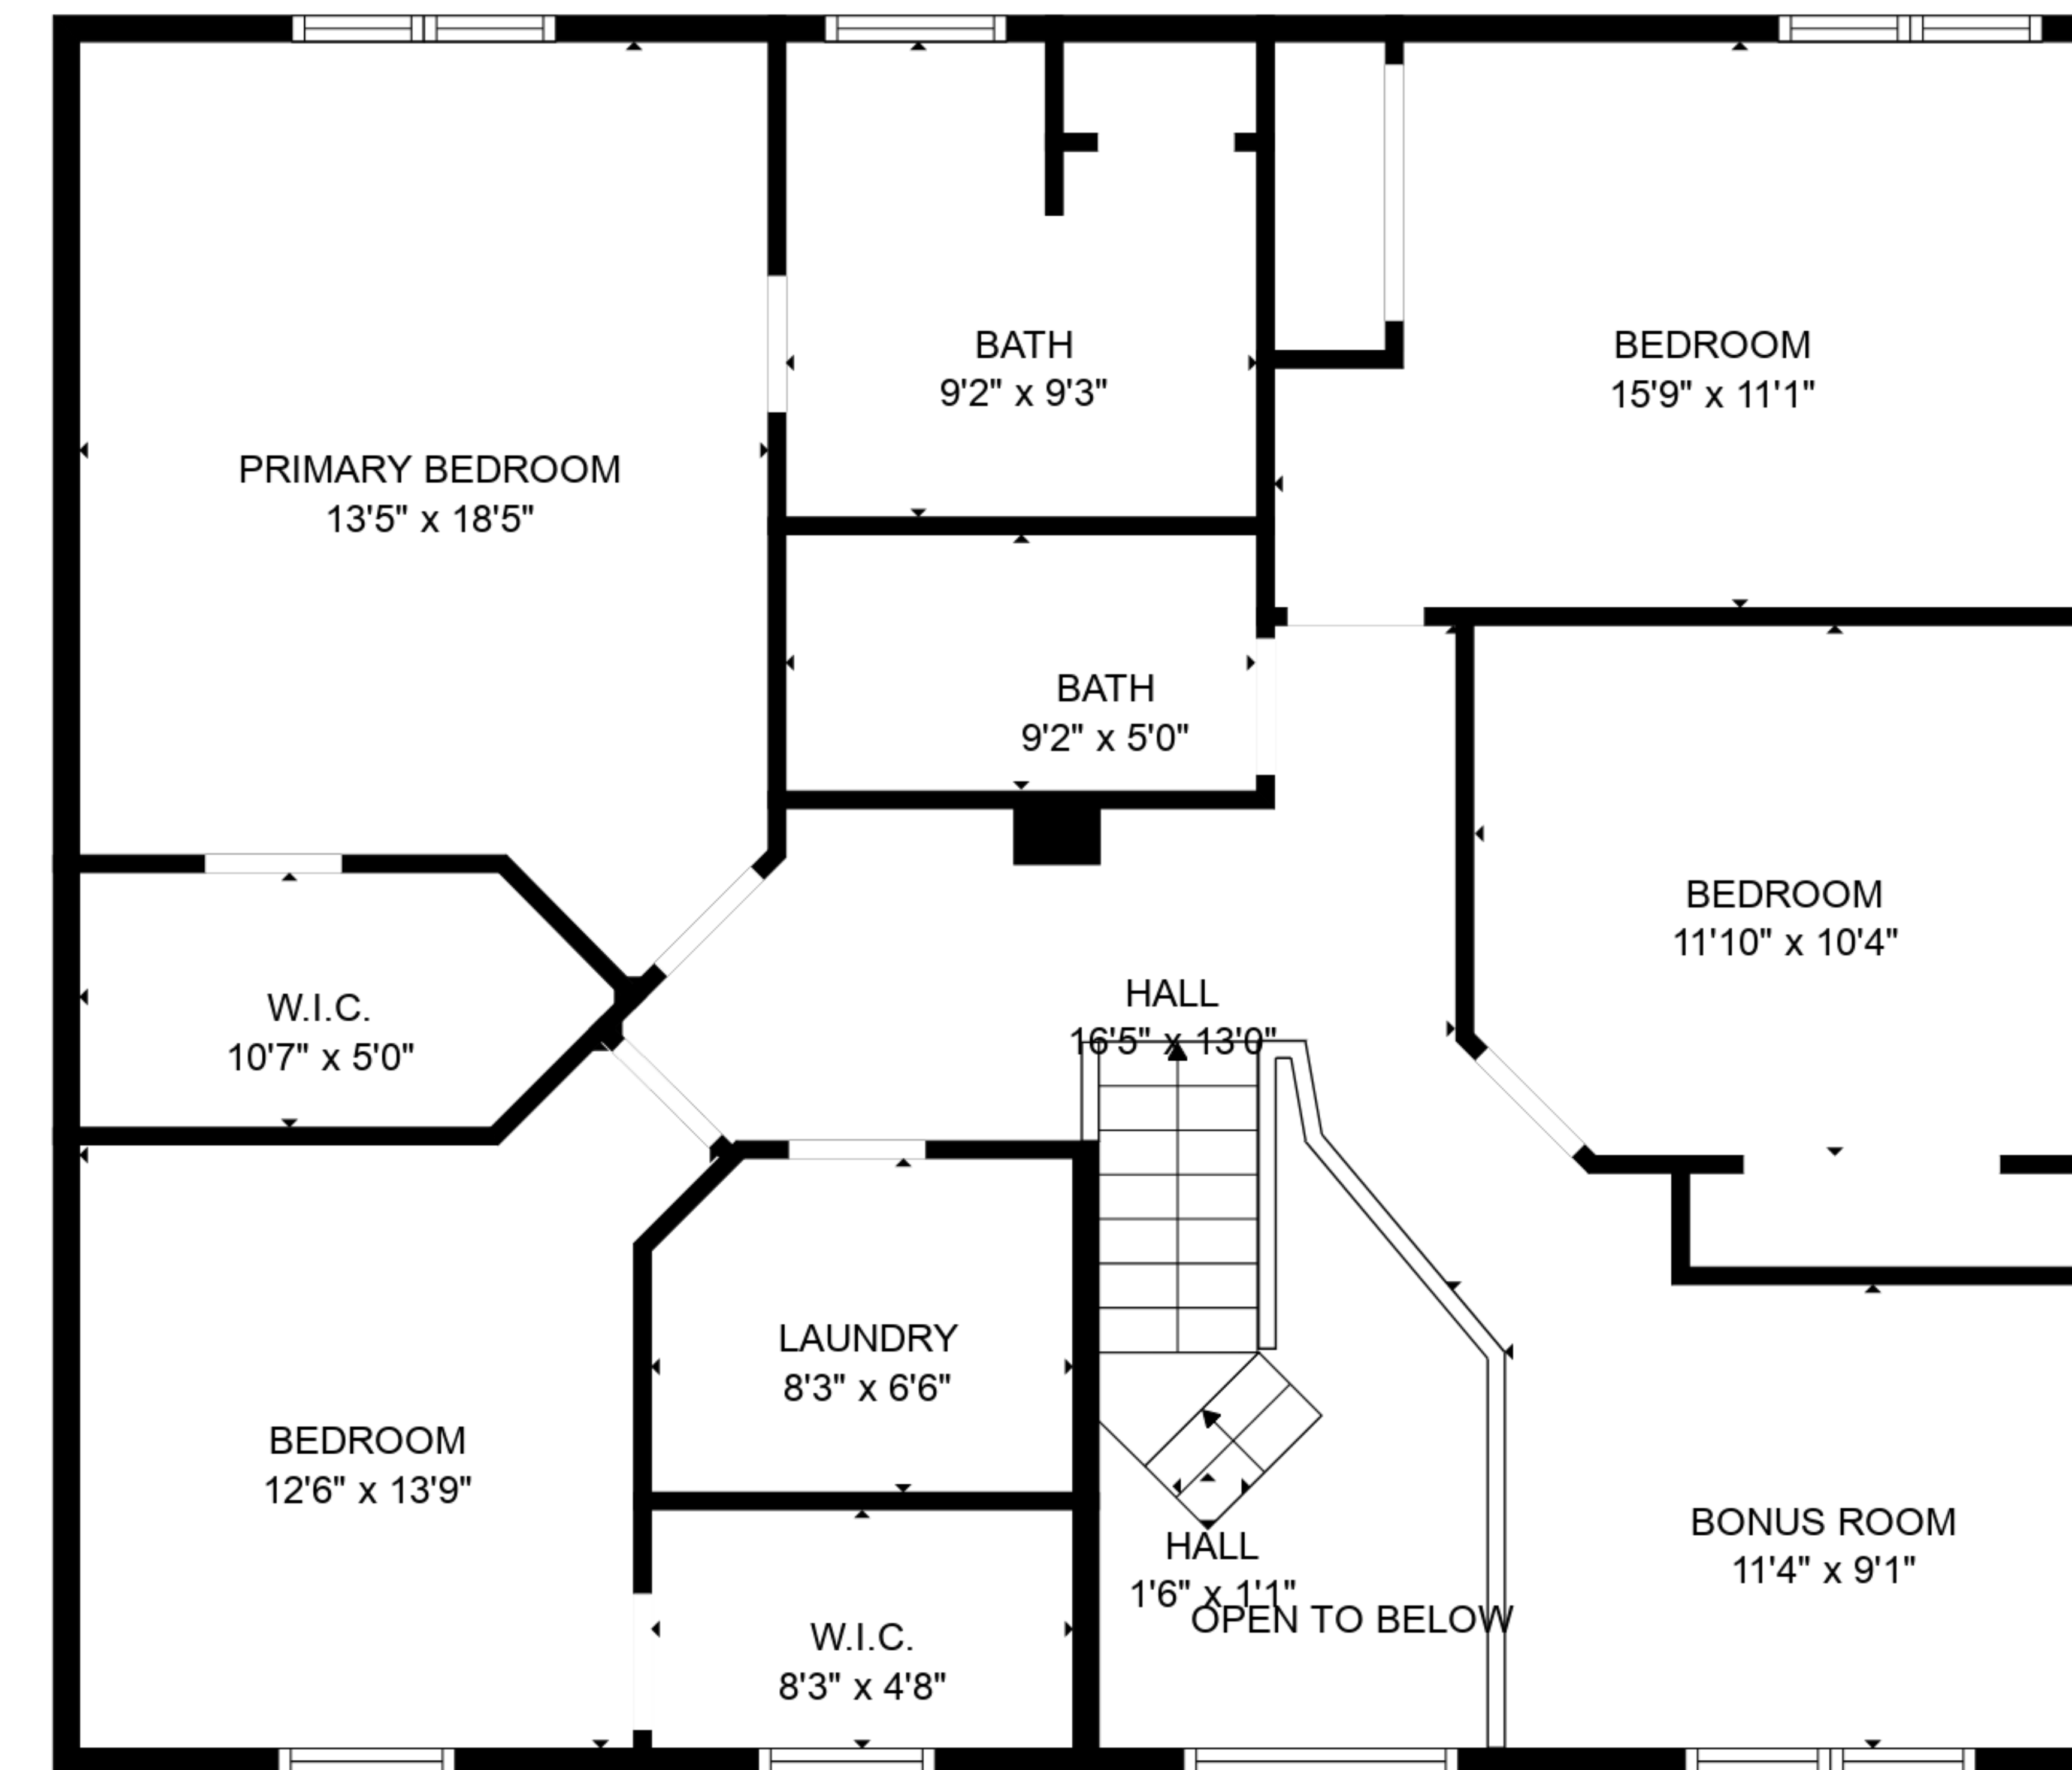 BATH
9'2" x 9'3"
BEDROOM
15'9" x 11'1"
PRIMARY BEDROOM
13'5" x 18'5"
BATH
9'2" x 5'0"
BEDROOM
11'10" x 10'4"
HALL
16'5" x 13'0"
W.I.C.
10'7" x 5'0"
LAUNDRY
8'3" x 6'6"
BEDROOM
12'6" x 13'9"
BONUS ROOM
11'4" x 9'1"
HALL
1'6" x 1'1"
OPEN TO BELOW
W.I.C.
8'3" x 4'8"